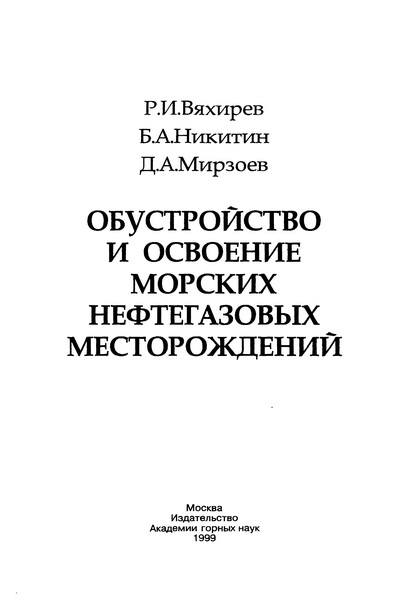 Р.И.Вяхирев
Б.А.Никитин
Д.А.Мирзоев
ОБУСТРОЙСТВО
И ОСВОЕНИЕ
МОРСКИХ
НЕФТЕГАЗОВЫХ
МЕСТОРОЖДЕНИЙ
Москва
Издательство
Академии горных наук
1999